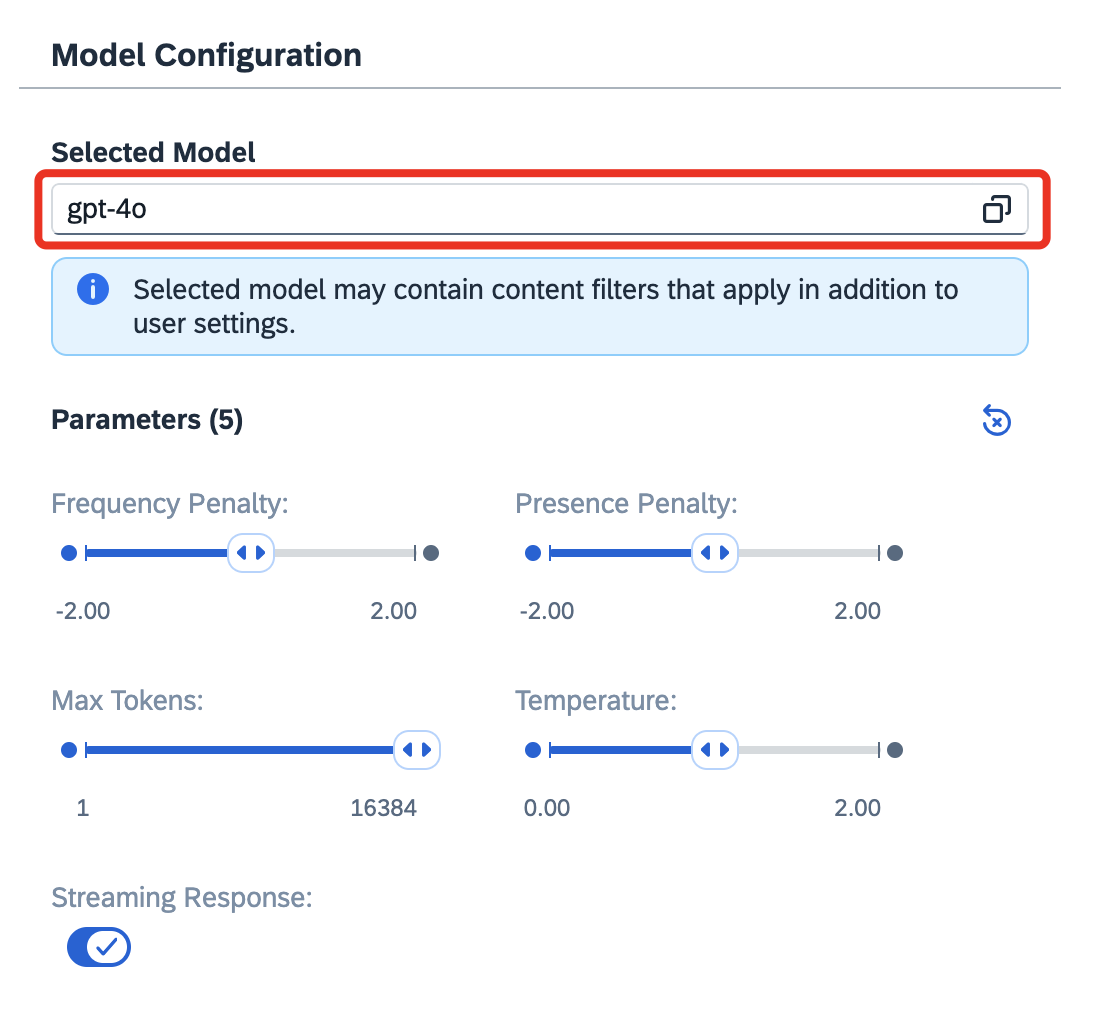 Model Configuration
Selected Model
gpt-4o
Selected model may contain content filters that apply in addition to
user settings.
Parameters (5)
Frequency Penalty:
Presence Penalty:
-2.00
2.00
-2.00
2.00
Max Tokens:
Temperature:
1
16384
0.00
2.00
Streaming Response: